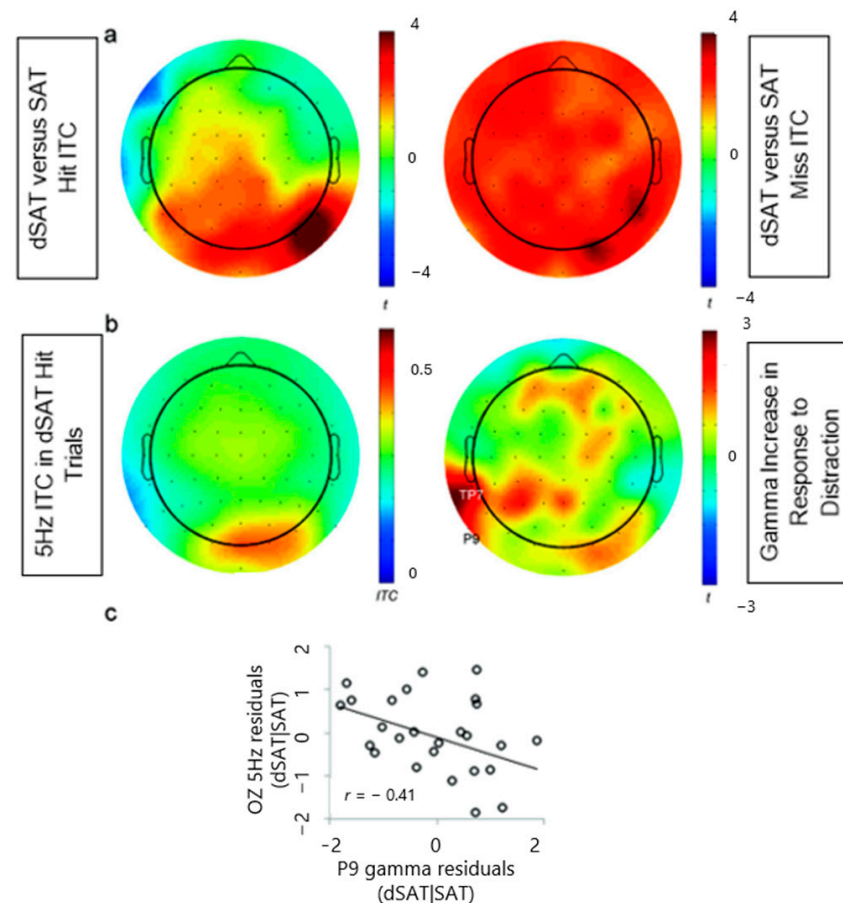 a
dSAT versus SAT
Hit ITC
4
0
−4
t
4
0
−4
t
dSAT versus SAT
Miss ITC
b
5Hz ITC in dSAT Hit
Trials
0.5
0
ITC
TP7
P9
3
0
−3
t
Gamma Increase in
Response to
Distraction
c
OZ 5Hz residuals
(dSAT|SAT)
2
1
0
−1
−2
r = − 0.41
−2
0
2
P9 gamma residuals
(dSAT|SAT)